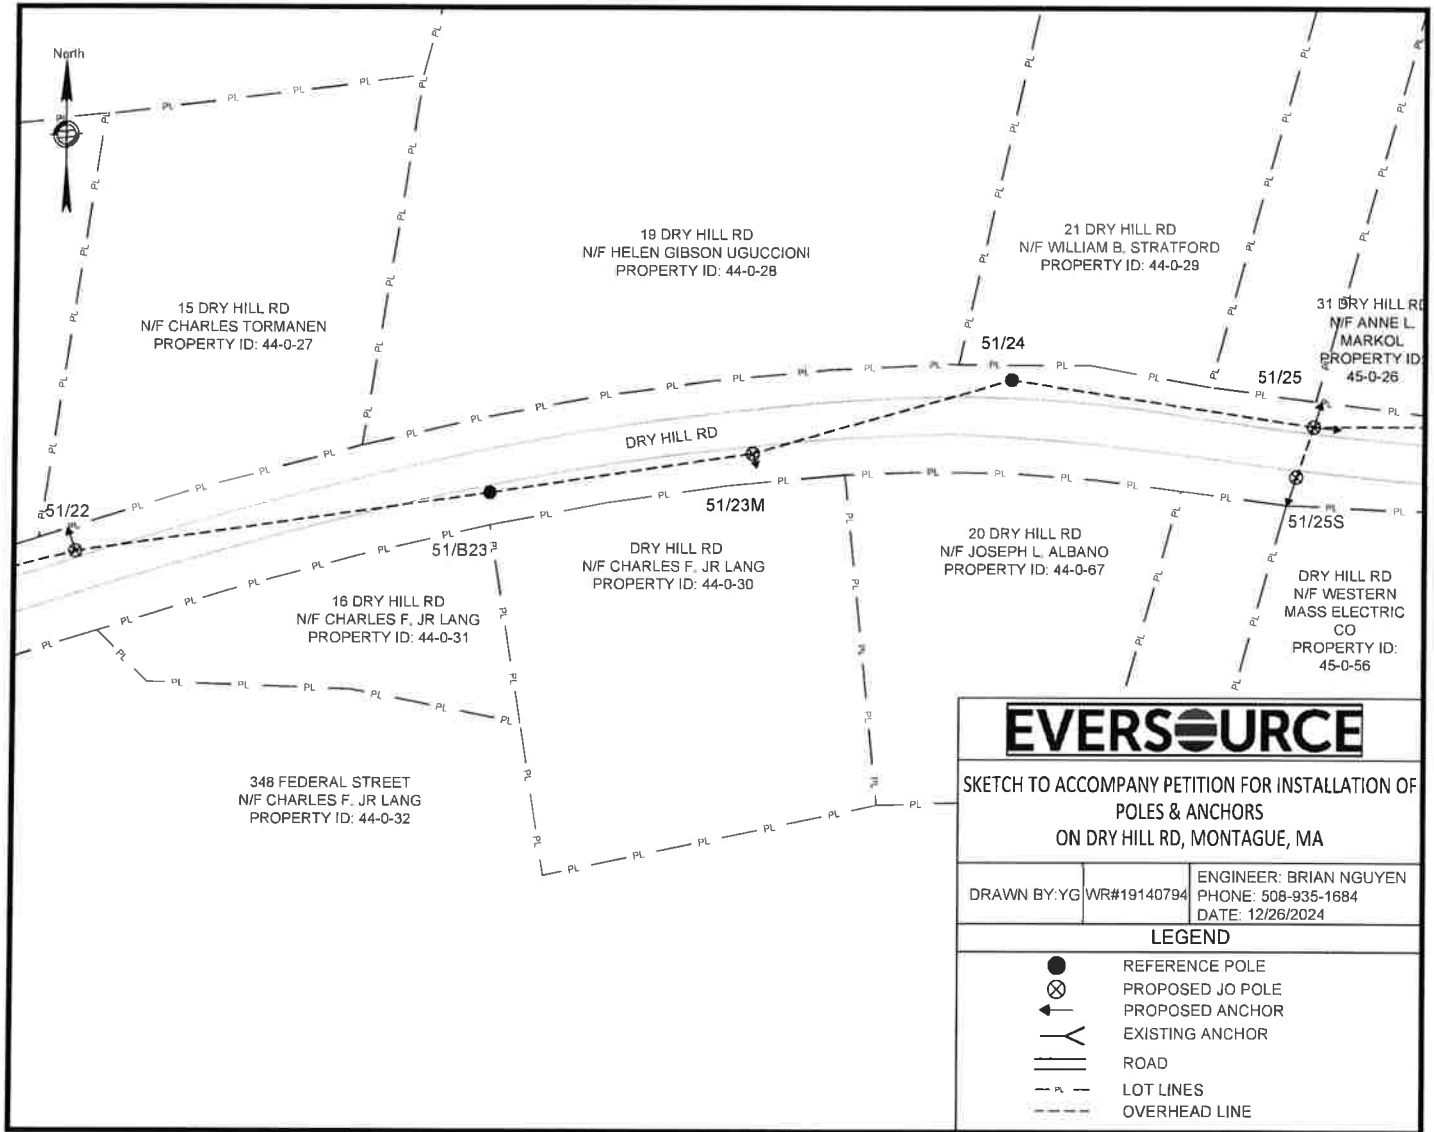 North
19 DRY HILL RD
N/F HELEN GIBSON UGUCCIONI
PROPERTY ID: 44-0-28
21 DRY HILL RD
N/F WILLIAM B. STRATFORD
PROPERTY ID: 44-0-29
15 DRY HILL RD
N/F CHARLES TORMANEN
PROPERTY ID: 44-0-27
31 DRY HILL RD
N/F ANNE L.
MARKOL
PROPERTY ID:
45-0-26
51/24
51/25
DRY HILL RD
51/22
51/23M
51/25S
51/B23
DRY HILL RD
N/F CHARLES F. JR LANG
PROPERTY ID: 44-0-30
20 DRY HILL RD
N/F JOSEPH L. ALBANO
PROPERTY ID: 44-0-67
16 DRY HILL RD
N/F CHARLES F. JR LANG
PROPERTY ID: 44-0-31
DRY HILL RD
N/F WESTERN
MASS ELECTRIC
CO
PROPERTY ID:
45-0-56
348 FEDERAL STREET
N/F CHARLES F. JR LANG
PROPERTY ID: 44-0-32
EVERSOURCE
SKETCH TO ACCOMPANY PETITION FOR INSTALLATION OF
POLES & ANCHORS
ON DRY HILL RD, MONTAGUE, MA
DRAWN BY:YG WR#19140794
ENGINEER: BRIAN NGUYEN
PHONE: 508-935-1684
DATE: 12/26/2024
LEGEND
REFERENCE POLE
PROPOSED JO POLE
PROPOSED ANCHOR
EXISTING ANCHOR
ROAD
PL LOT LINES
OVERHEAD LINE